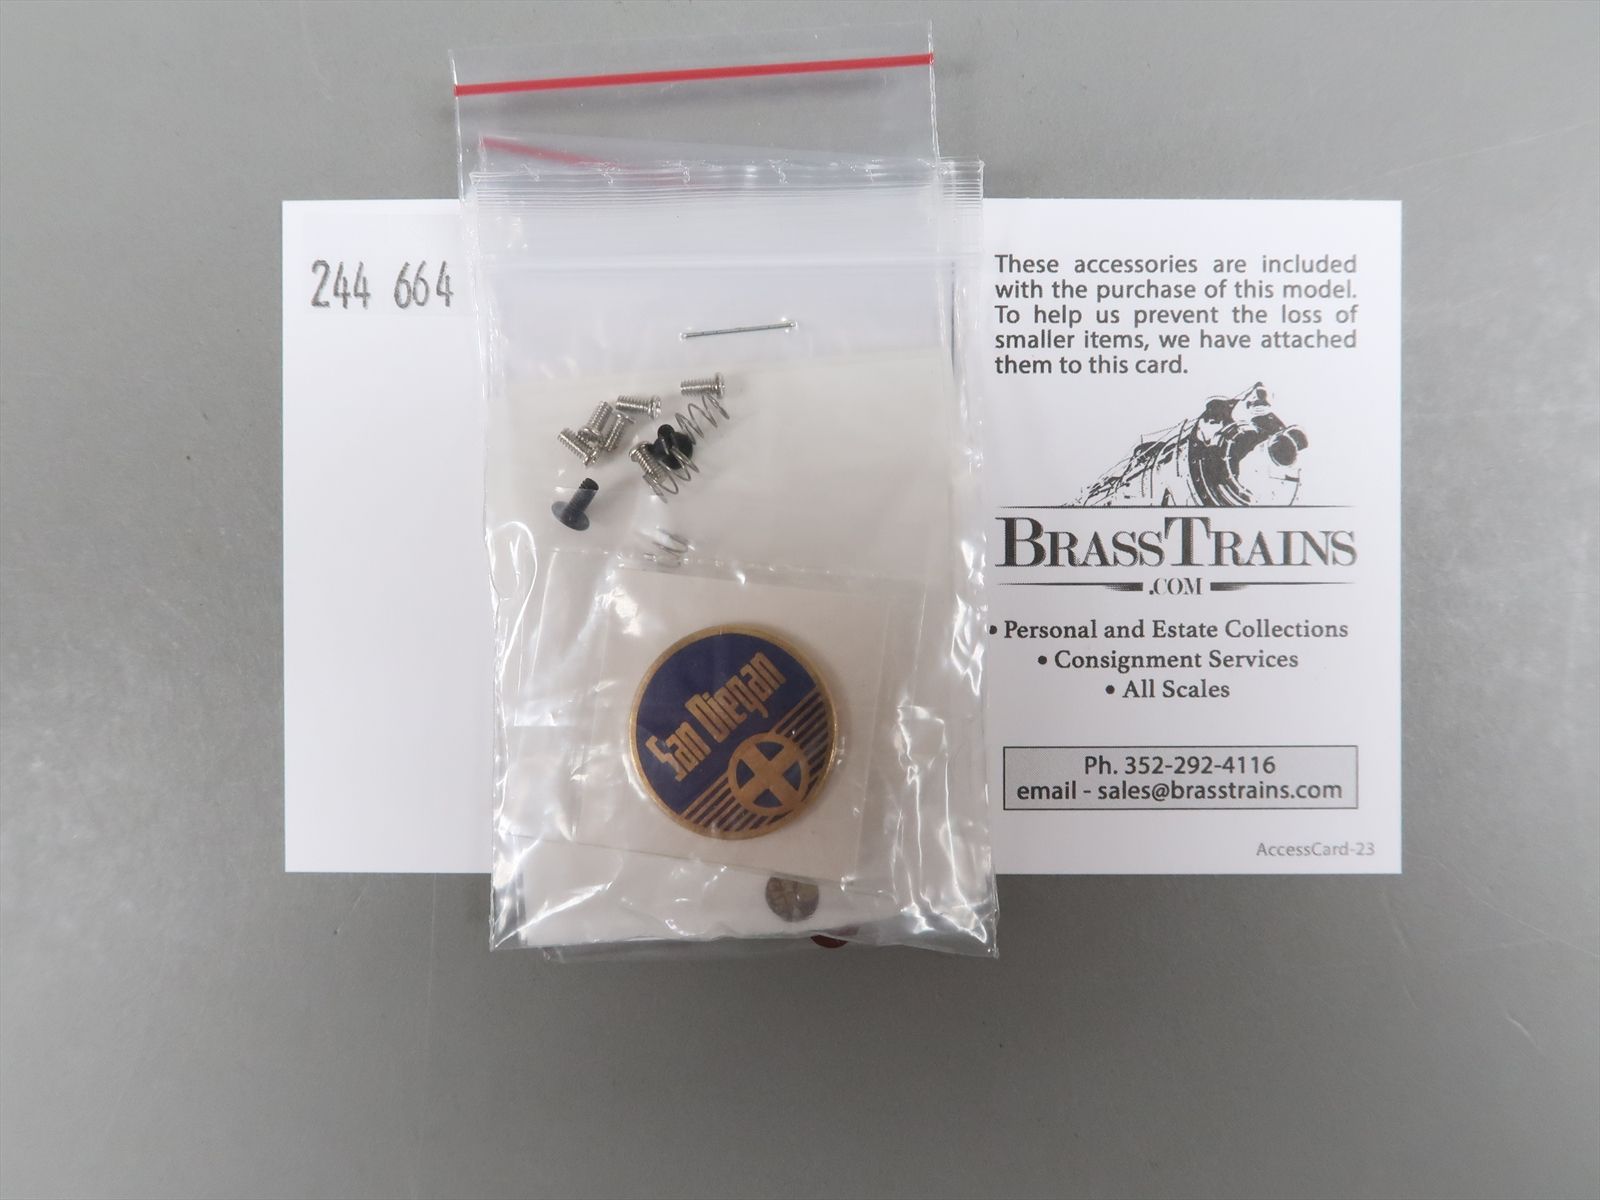 244 664
These accessories are included
with the purchase of this model.
To help us prevent the loss of
smaller items, we have attached
them to this card.
BRASSTRAINS
.COM
• Personal and Estate Collections
• Consignment Services
• All Scales
Ph. 352-292-4116
email - sales@brasstrains.com
AccessCard-23
San Diegan